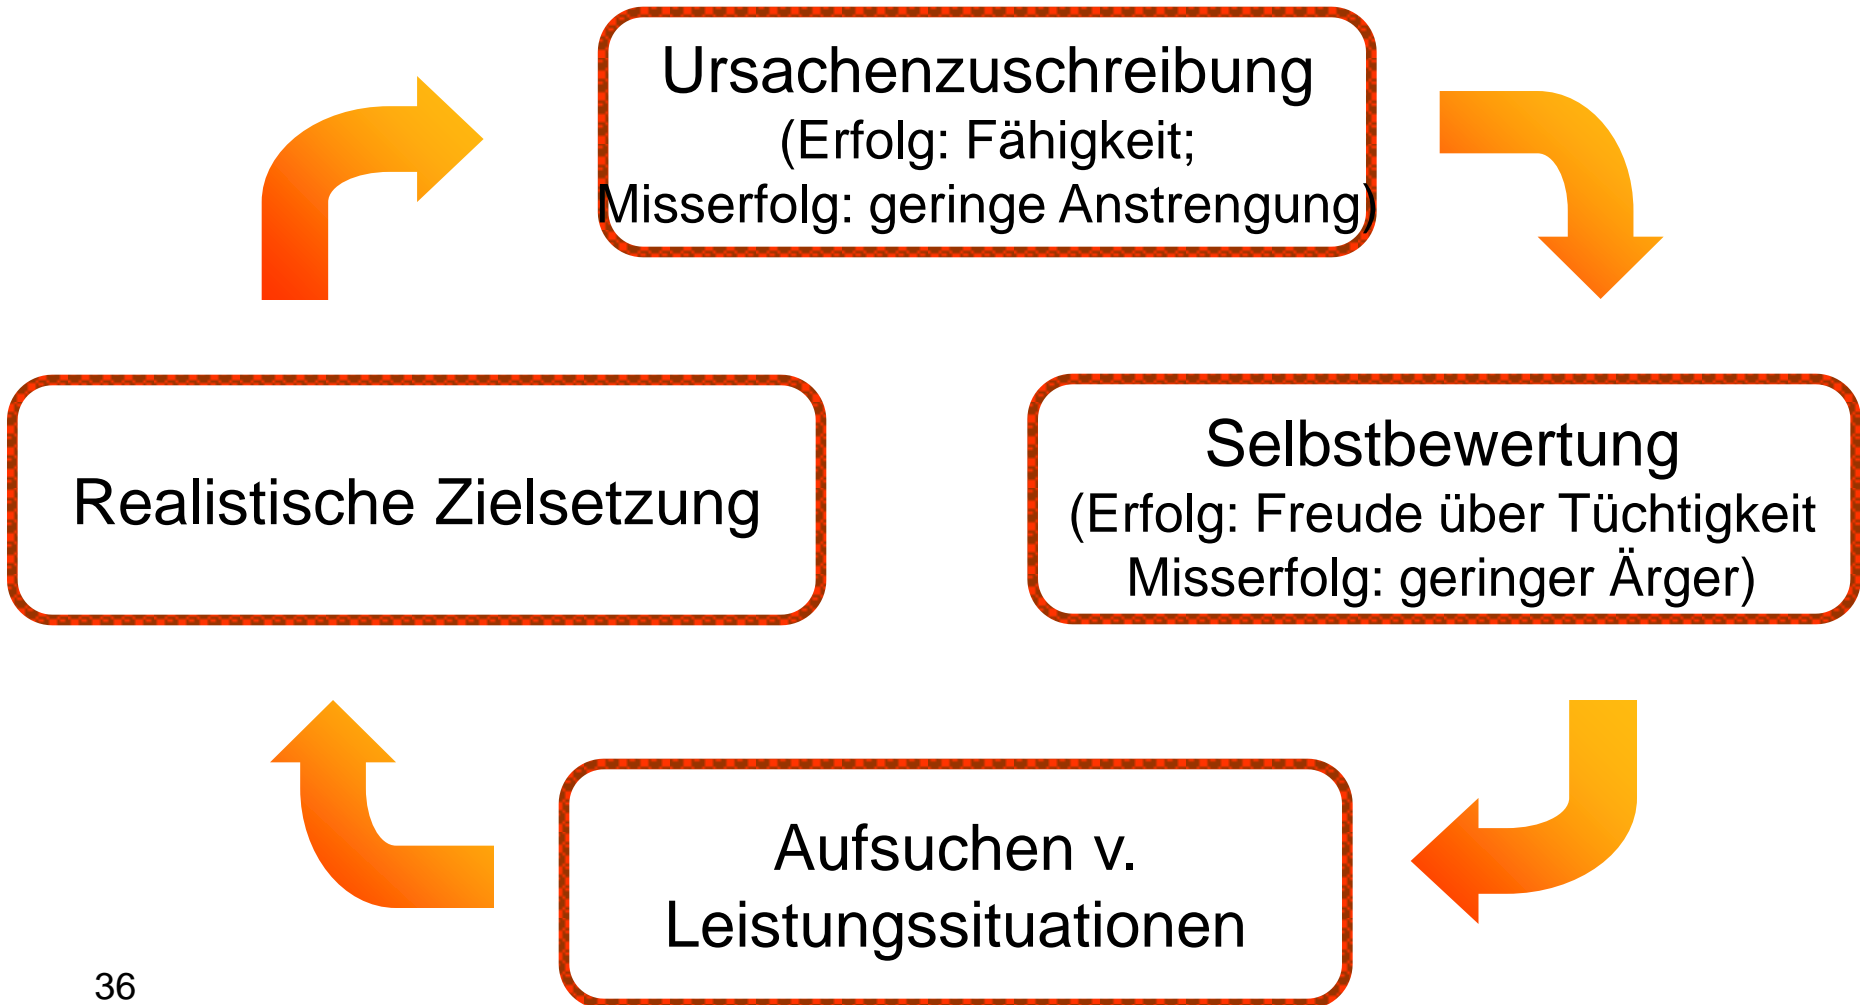 Ursachenzuschreibung
(Erfolg: Fähigkeit;
Misserfolg: geringe Anstrengung)
Realistische Zielsetzung
Selbstbewertung
(Erfolg: Freude über Tüchtigkeit
Misserfolg: geringer Ärger)
Aufsuchen v.
Leistungssituationen
36